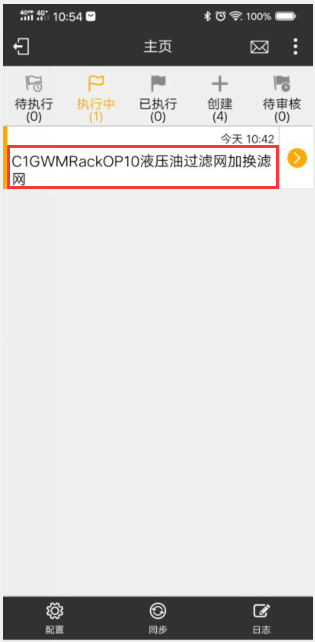 10:54 100%
主页
待执行 执行中 已执行 创建 待审核
(0) (1) (0) (4) (0)
今天 10:42
C1GWMRackOP10液压油过滤网加换滤
网
配置 同步 日志